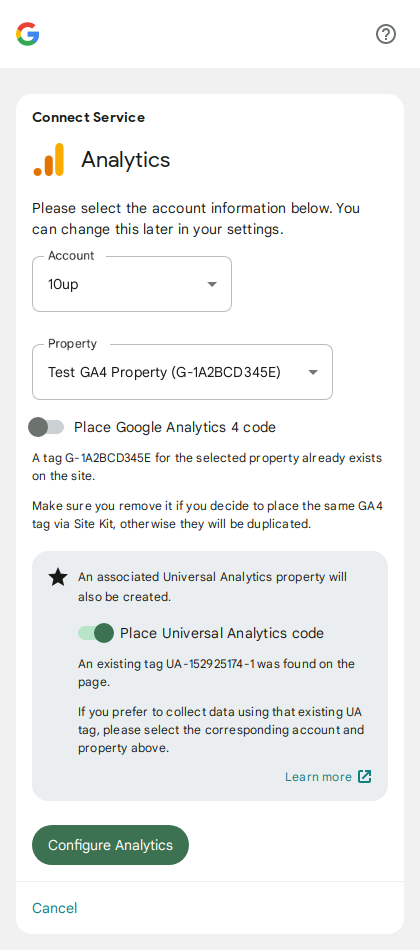 Connect Service
Analytics
Please select the account information below. You
can change this later in your settings.
Account
10up
Property
Test GA4 Property (G-1A2BCD345E)
Place Google Analytics 4 code
A tag G-1A2BCD345E for the selected property already exists
on the site.
Make sure you remove it if you decide to place the same GA4
tag via Site Kit, otherwise they will be duplicated.
An associated Universal Analytics property will
also be created.
Place Universal Analytics code
An existing tag UA-152925174-1 was found on the
page.
If you prefer to collect data using that existing UA
tag, please select the corresponding account and
property above.
Learn more
Configure Analytics
Cancel